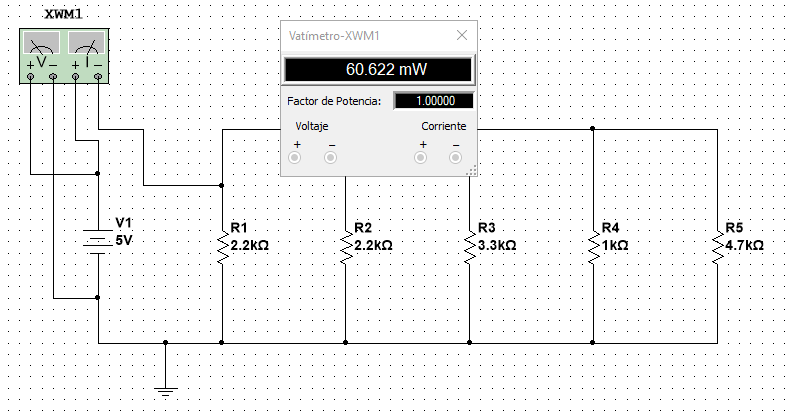 XWM1
V
I
+ − + −
Vatímetro-XWM1
60.622 mW
Factor de Potencia: 1.00000
Voltaje Corriente
+ − + −
V1
5V
R1
2.2kΩ
R2
2.2kΩ
R3
3.3kΩ
R4
1kΩ
R5
4.7kΩ